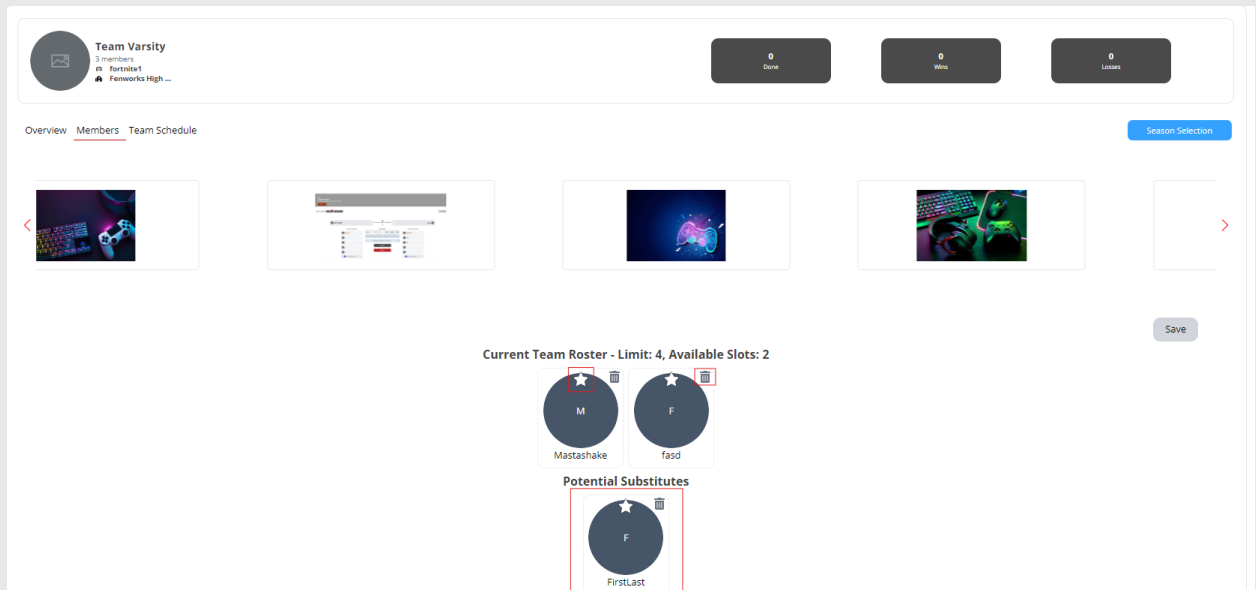 Team Varsity
3 members
fortnite1
Fenworks High ...
0
Done
0
Wins
0
Losses
Overview Members Team Schedule
Season Selection
Save
Current Team Roster - Limit: 4, Available Slots: 2
M
Mastashake
F
fasd
Potential Substitutes
F
FirstLast